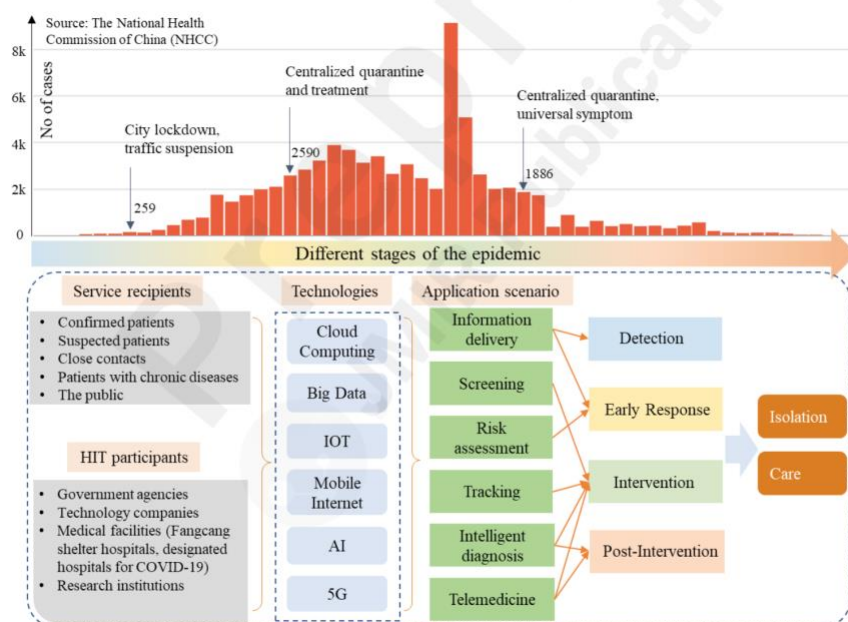 Source: The National Health
Commission of China (NHCC)
No of cases
8k
6k
4k
2k
0
City lockdown,
traffic suspension
259
Centralized quarantine
and treatment
2590
Centralized quarantine,
universal symptom
1886
Different stages of the epidemic
Service recipients
• Confirmed patients
• Suspected patients
• Close contacts
• Patients with chronic diseases
• The public
HIT participants
• Government agencies
• Technology companies
• Medical facilities (Fangcang
shelter hospitals, designated
hospitals for COVID-19)
• Research institutions
Technologies
Cloud
Computing
Big Data
IOT
Mobile
Internet
AI
5G
Application scenario
Information
delivery
Screening
Risk
assessment
Tracking
Intelligent
diagnosis
Telemedicine
Detection
Early Response
Intervention
Post-Intervention
Isolation
Care